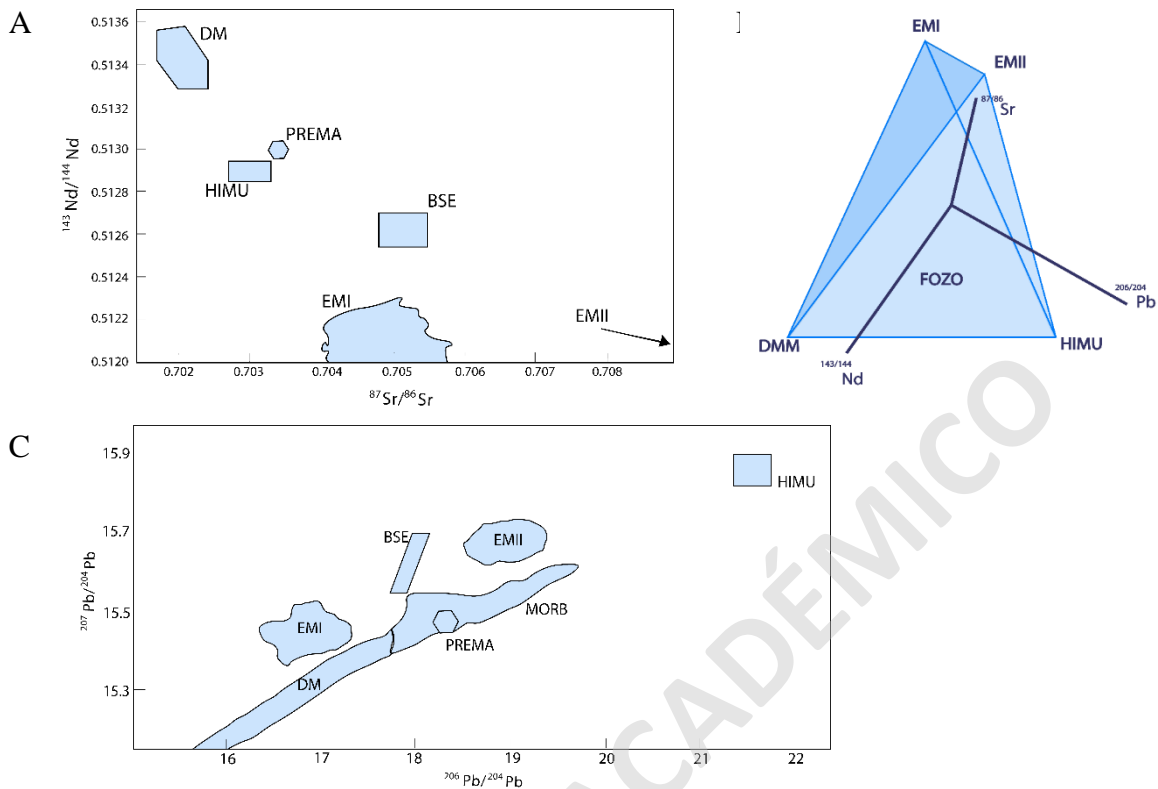 A
0.5136
0.5134
0.5132
0.5130
0.5128
0.5126
0.5124
0.5122
0.5120
143Nd/144Nd
DM
PREMA
HIMU
BSE
EMI
EMII
0.702
0.703
0.704
0.705
0.706
0.707
0.708
87Sr/86Sr
EMI
EMII
87/86
Sr
FOZO
206/204
Pb
DMM
HIMU
143/144
Nd
C
15.9
15.7
15.5
15.3
207Pb/204Pb
HIMU
BSE
EMII
EMI
MORB
PREMA
DM
16
17
18
19
20
21
22
206Pb/204Pb
ACADÉMICO